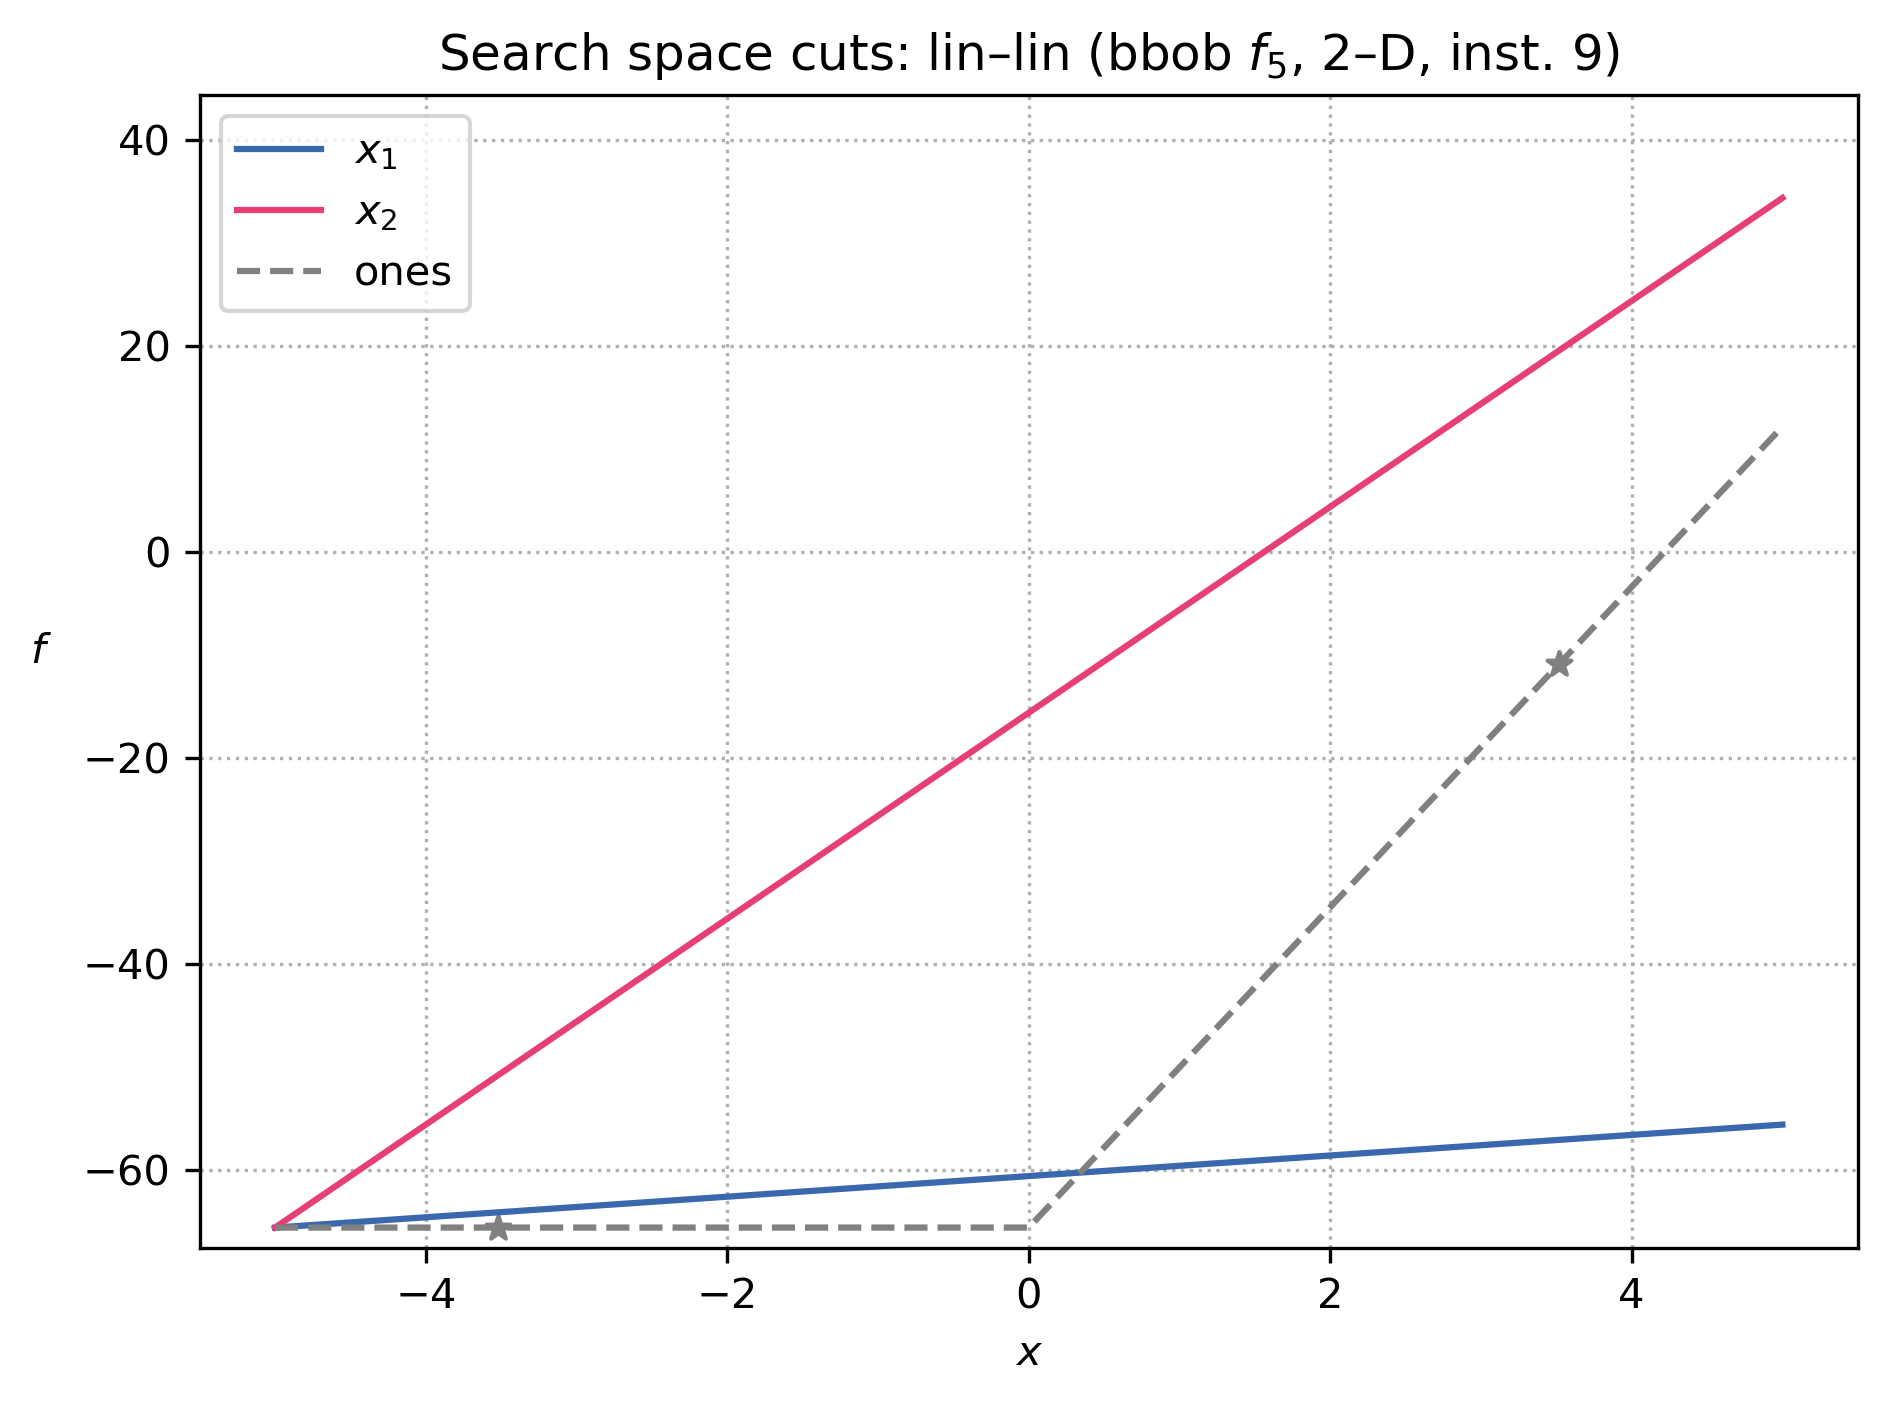 Search space cuts: lin–lin (bbob f₅, 2–D, inst. 9)
x₁
x₂
ones
40
20
0
−20
−40
−60
f
−4
−2
0
2
4
x